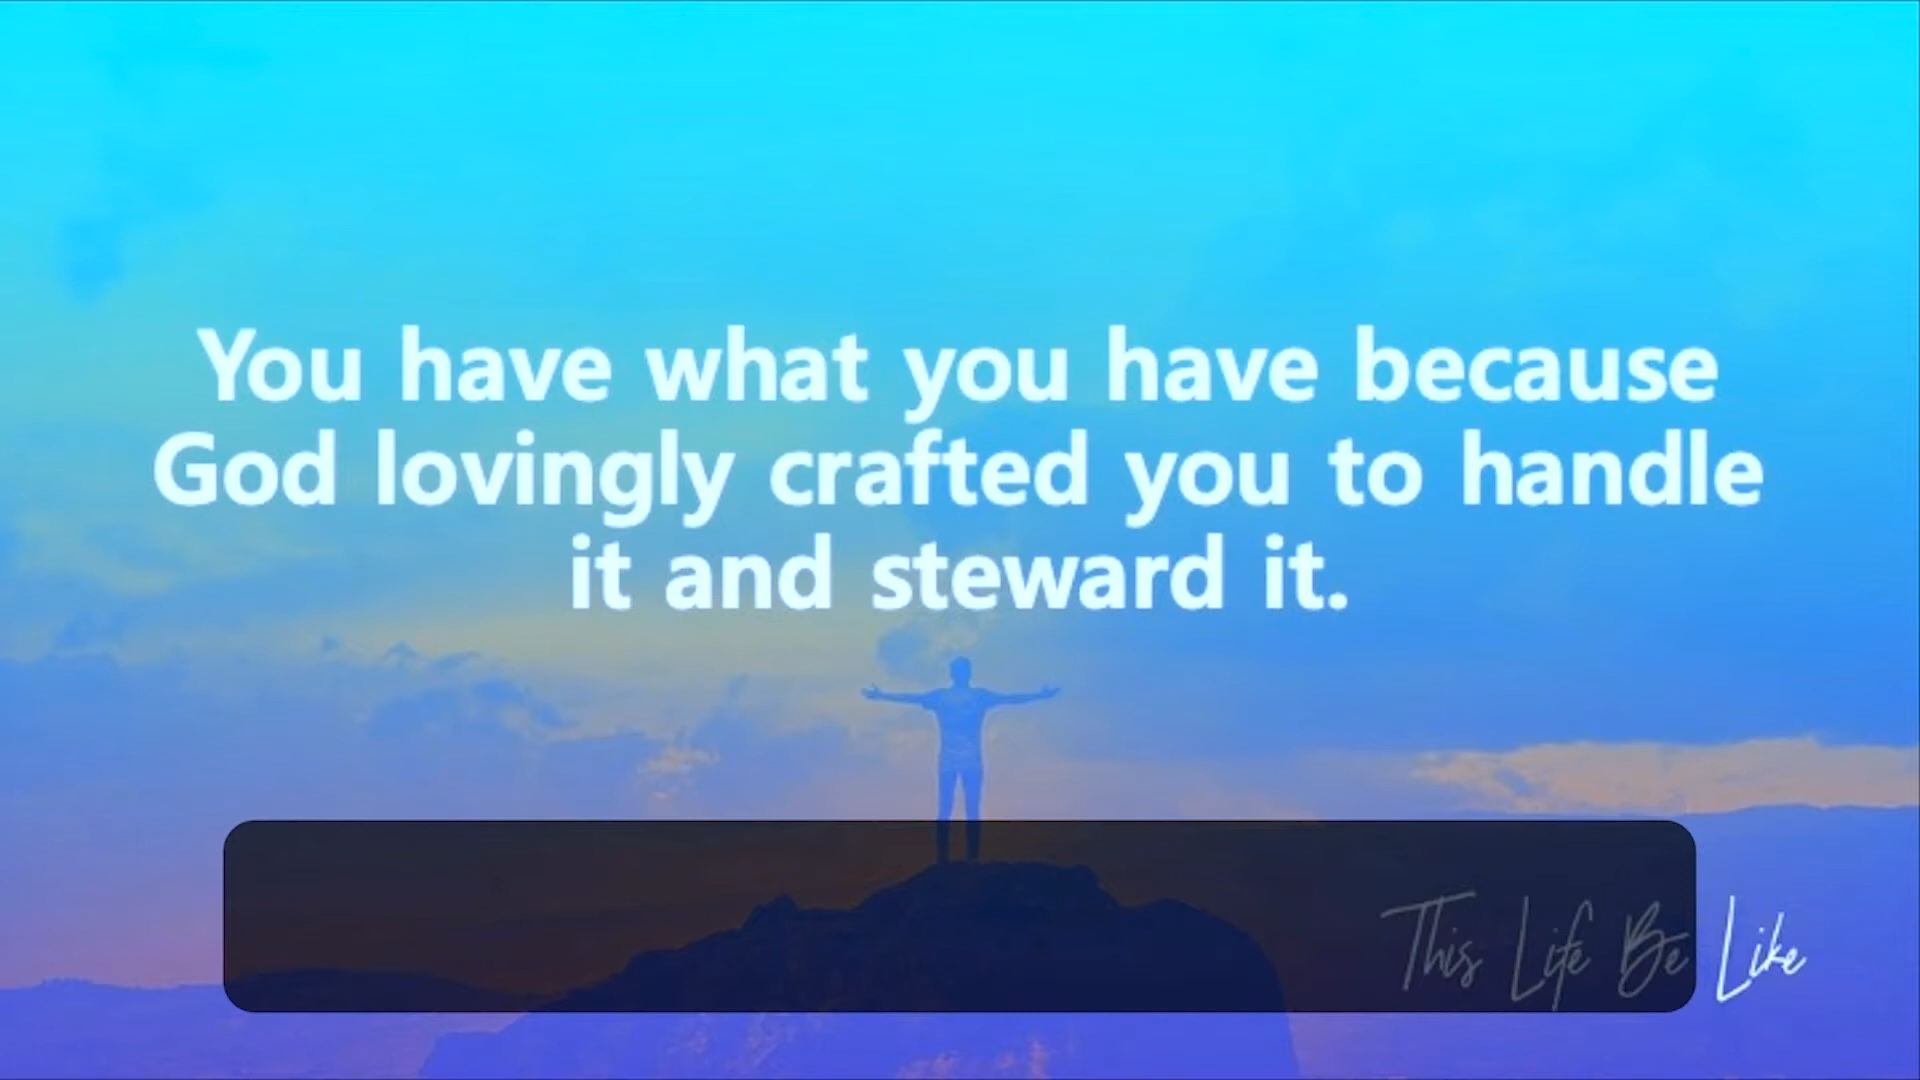 You have what you have because
God lovingly crafted you to handle
it and steward it.
This Life Be Like